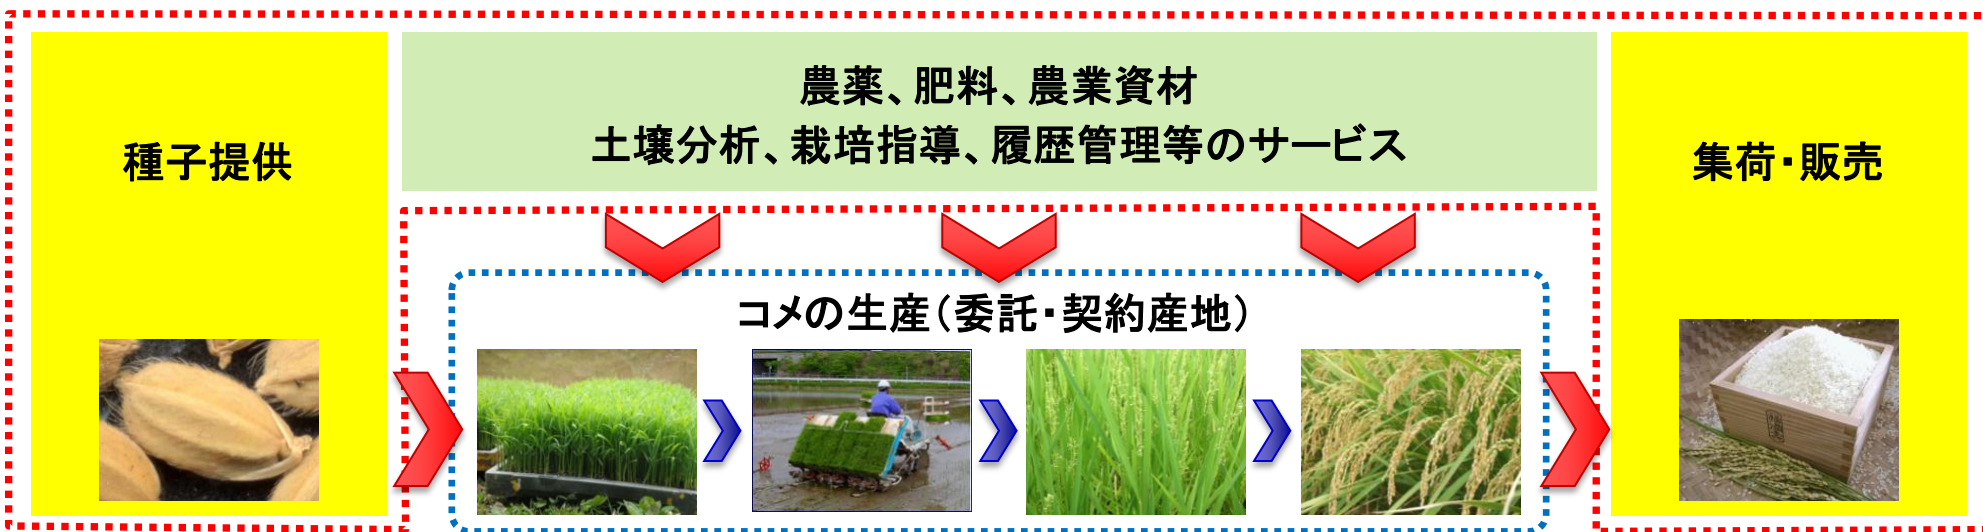 種子提供
農薬、肥料、農業資材
土壌分析、栽培指導、履歴管理等のサービス
集荷・販売
コメの生産(委託・契約産地)